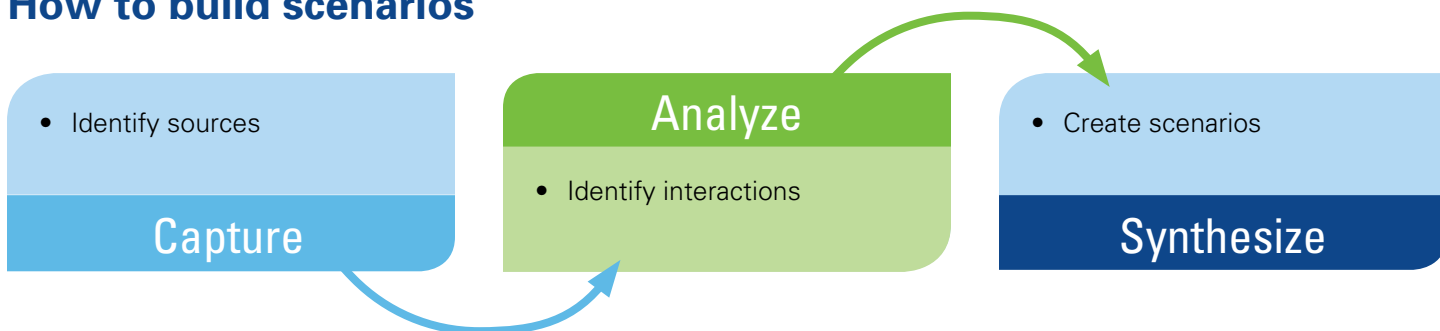 How to build scenarios
• Identify sources
Capture
Analyze
• Identify interactions
• Create scenarios
Synthesize